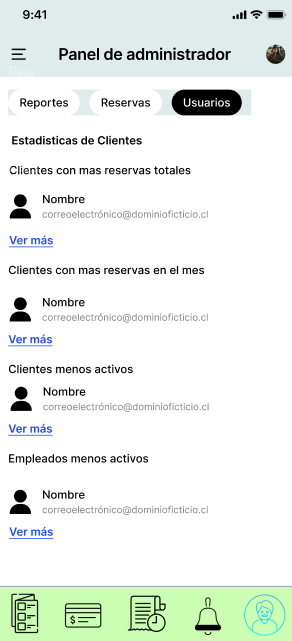 9:41
Panel de administrador
Pills
Reportes
Reservas
Usuarios
Estadisticas de Clientes
Clientes con mas reservas totales
Nombre
correoelectrónico@dominioficticio.cl
Ver más
Clientes con mas reservas en el mes
Nombre
correoelectrónico@dominioficticio.cl
Ver más
Clientes menos activos
Nombre
correoelectrónico@dominioficticio.cl
Ver más
Empleados menos activos
Nombre
correoelectrónico@dominioficticio.cl
Ver más
$